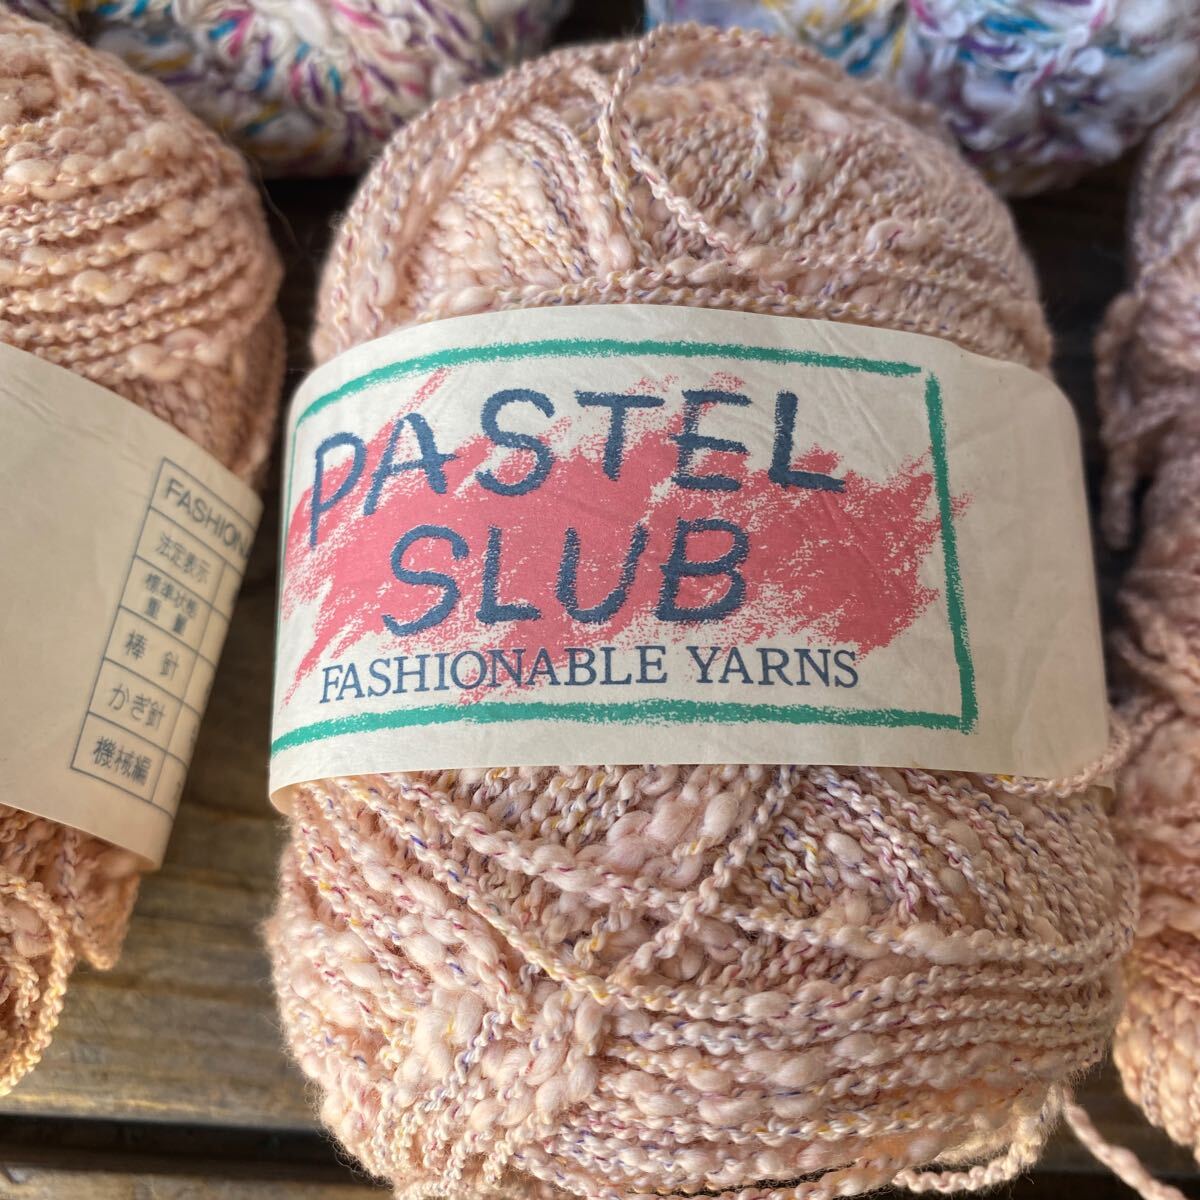 PASTEL
SLUB
FASHIONABLE YARNS
FASHION
法定表示
標準状態
重量
棒針
かぎ針
機械編